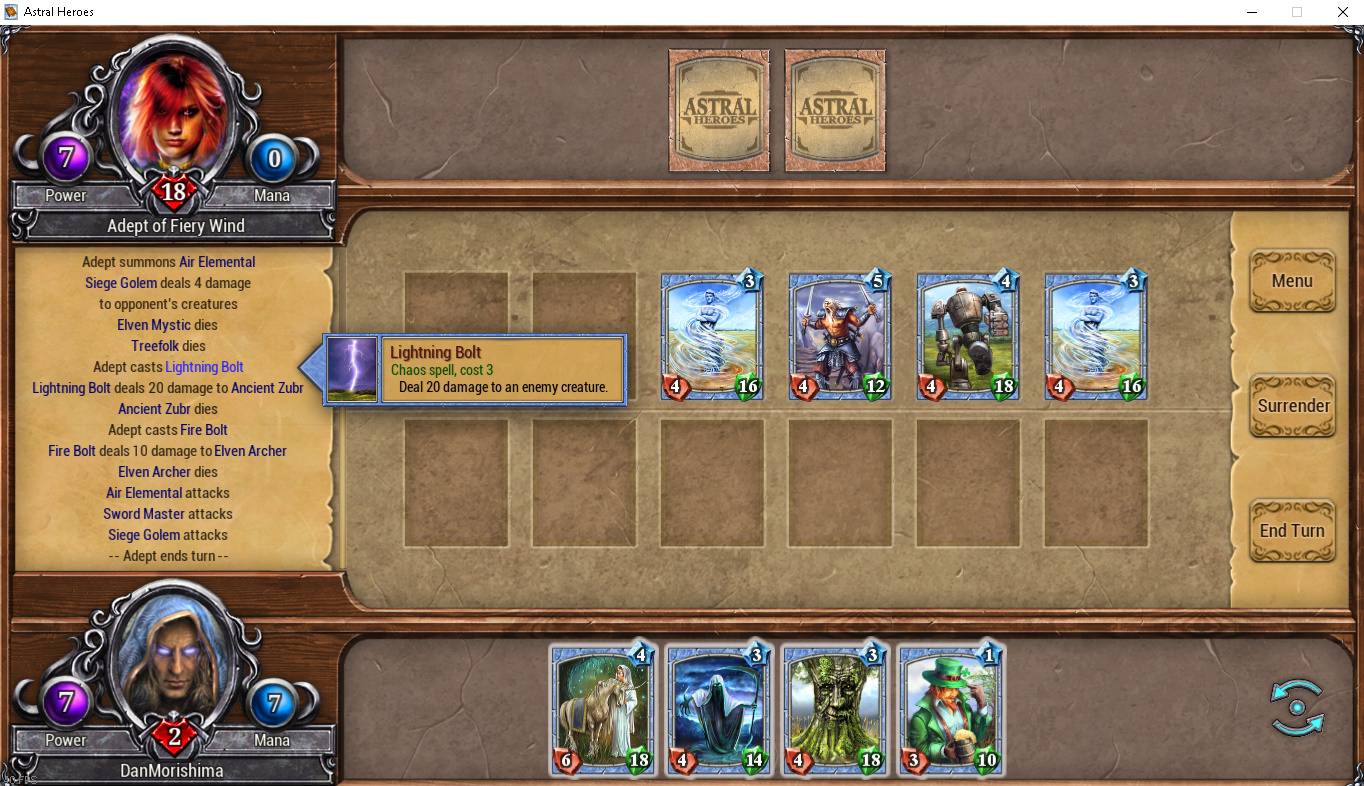 Astral Heroes
7
0
Power
18
Mana
Adept of Fiery Wind
ASTRAL
HEROES
ASTRAL
HEROES
Adept summons Air Elemental
Siege Golem deals 4 damage
to opponent's creatures
Elven Mystic dies
Treefolk dies
Adept casts Lightning Bolt
Lightning Bolt deals 20 damage to Ancient Zubr
Ancient Zubr dies
Adept casts Fire Bolt
Fire Bolt deals 10 damage to Elven Archer
Elven Archer dies
Air Elemental attacks
Sword Master attacks
Siege Golem attacks
-- Adept ends turn --
Lightning Bolt
Chaos spell, cost 3
Deal 20 damage to an enemy creature.
3
5
4
3
4
16
4
12
4
18
4
16
Menu
Surrender
End Turn
7
7
Power
2
Mana
DanMorishima
4
3
3
1
6
18
4
14
4
18
3
10